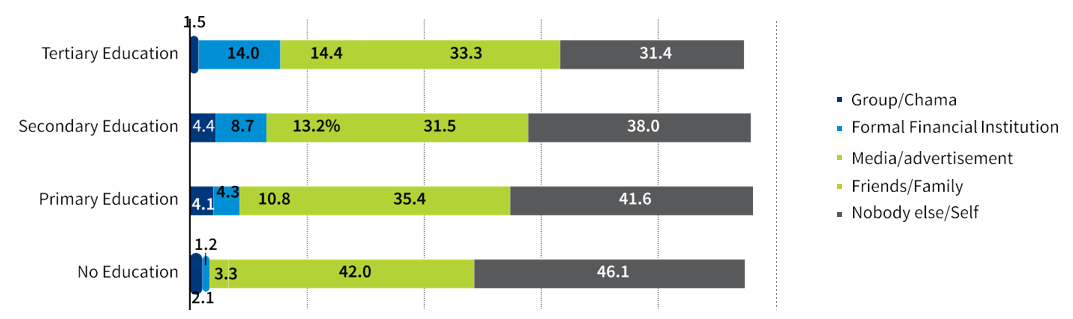 1.5
Tertiary Education 14.0 14.4 33.3 31.4
Secondary Education 4.4 8.7 13.2% 31.5 38.0
Primary Education 4.1 4.3 10.8 35.4 41.6
1.2
No Education 3.3 42.0 46.1
2.1
Group/Chama
Formal Financial Institution
Media/advertisement
Friends/Family
Nobody else/Self